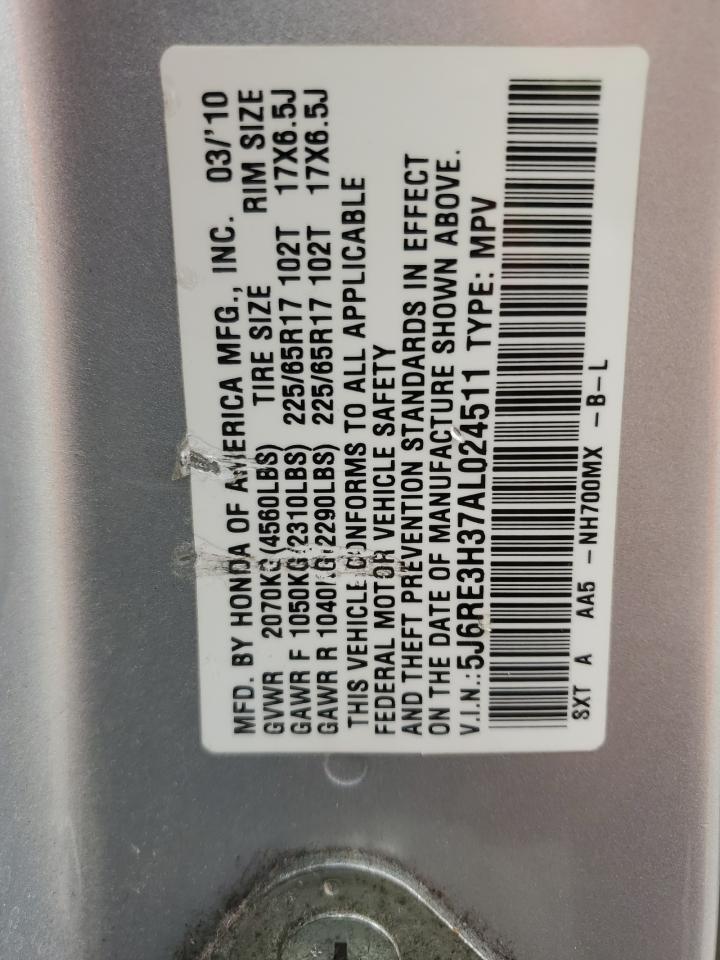 MFD. BY HONDA OF AMERICA MFG., INC. 03/'10
GVWR 2070KG (4560LBS) TIRE SIZE RIM SIZE
GAWR F 1050KG (2310LBS) 225/65R17 102T 17X6.5J
GAWR R 1040KG (2290LBS) 225/65R17 102T 17X6.5J
THIS VEHICLE CONFORMS TO ALL APPLICABLE
FEDERAL MOTOR VEHICLE SAFETY
AND THEFT PREVENTION STANDARDS IN EFFECT
ON THE DATE OF MANUFACTURE SHOWN ABOVE.
V.I.N.:5J6RE3H37AL024511 TYPE: MPV
SXT A AA5 -NH700MX -B-L